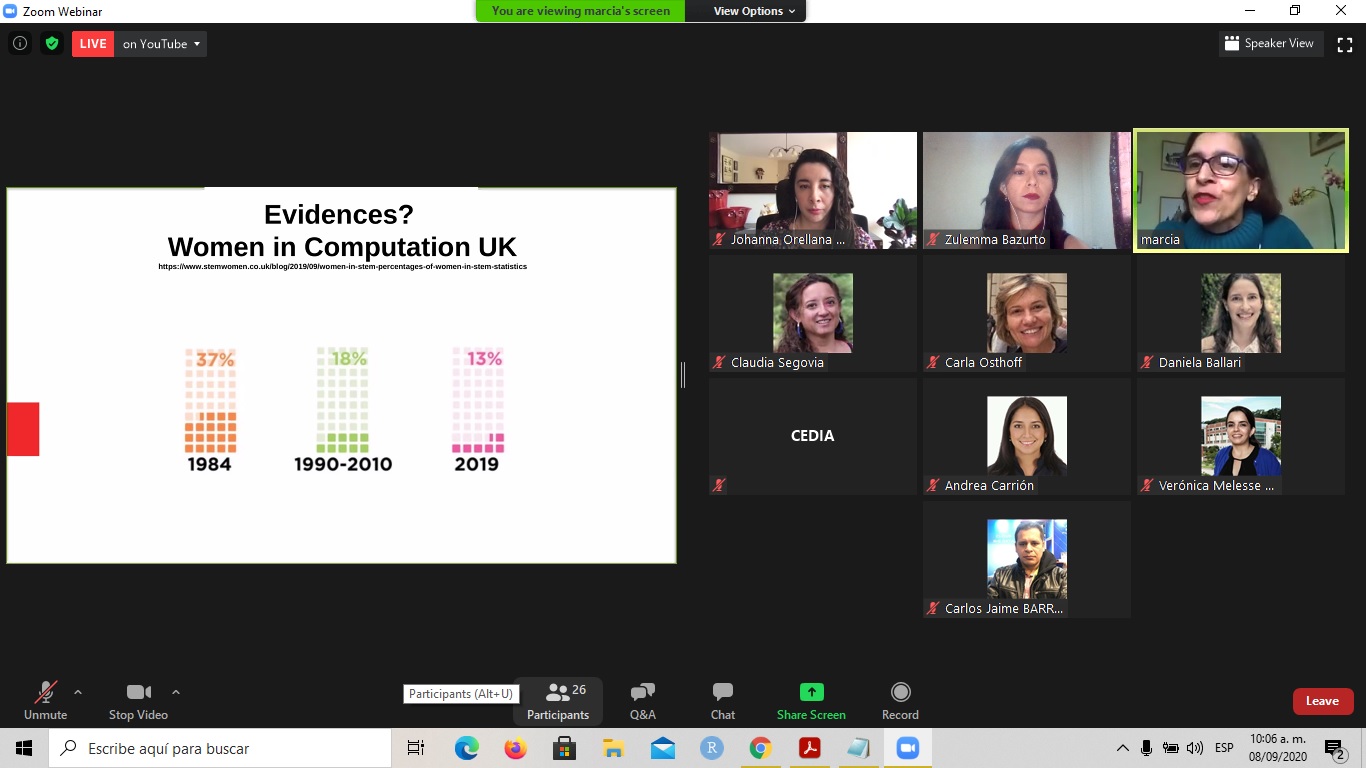 Zoom Webinar
You are viewing marcia's screen
View Options
LIVE
on YouTube
Speaker View
Evidences?
Women in Computation UK
https://www.stemwomen.co.uk/blog/2019/09/women-in-stem-percentages-of-women-in-stem-statistics
37%
18%
13%
1984
1990-2010
2019
Johanna Orellana ...
Zulemma Bazurto
marcia
Claudia Segovia
Carla Osthoff
Daniela Ballari
CEDIA
Andrea Carrión
Verónica Melesse ...
Carlos Jaime BARR...
Participants (Alt+U)
26
Unmute
Stop Video
Participants
Q&A
Chat
Share Screen
Record
Leave
Escribe aquí para buscar
R
ESP
10:06 a. m.
08/09/2020
2